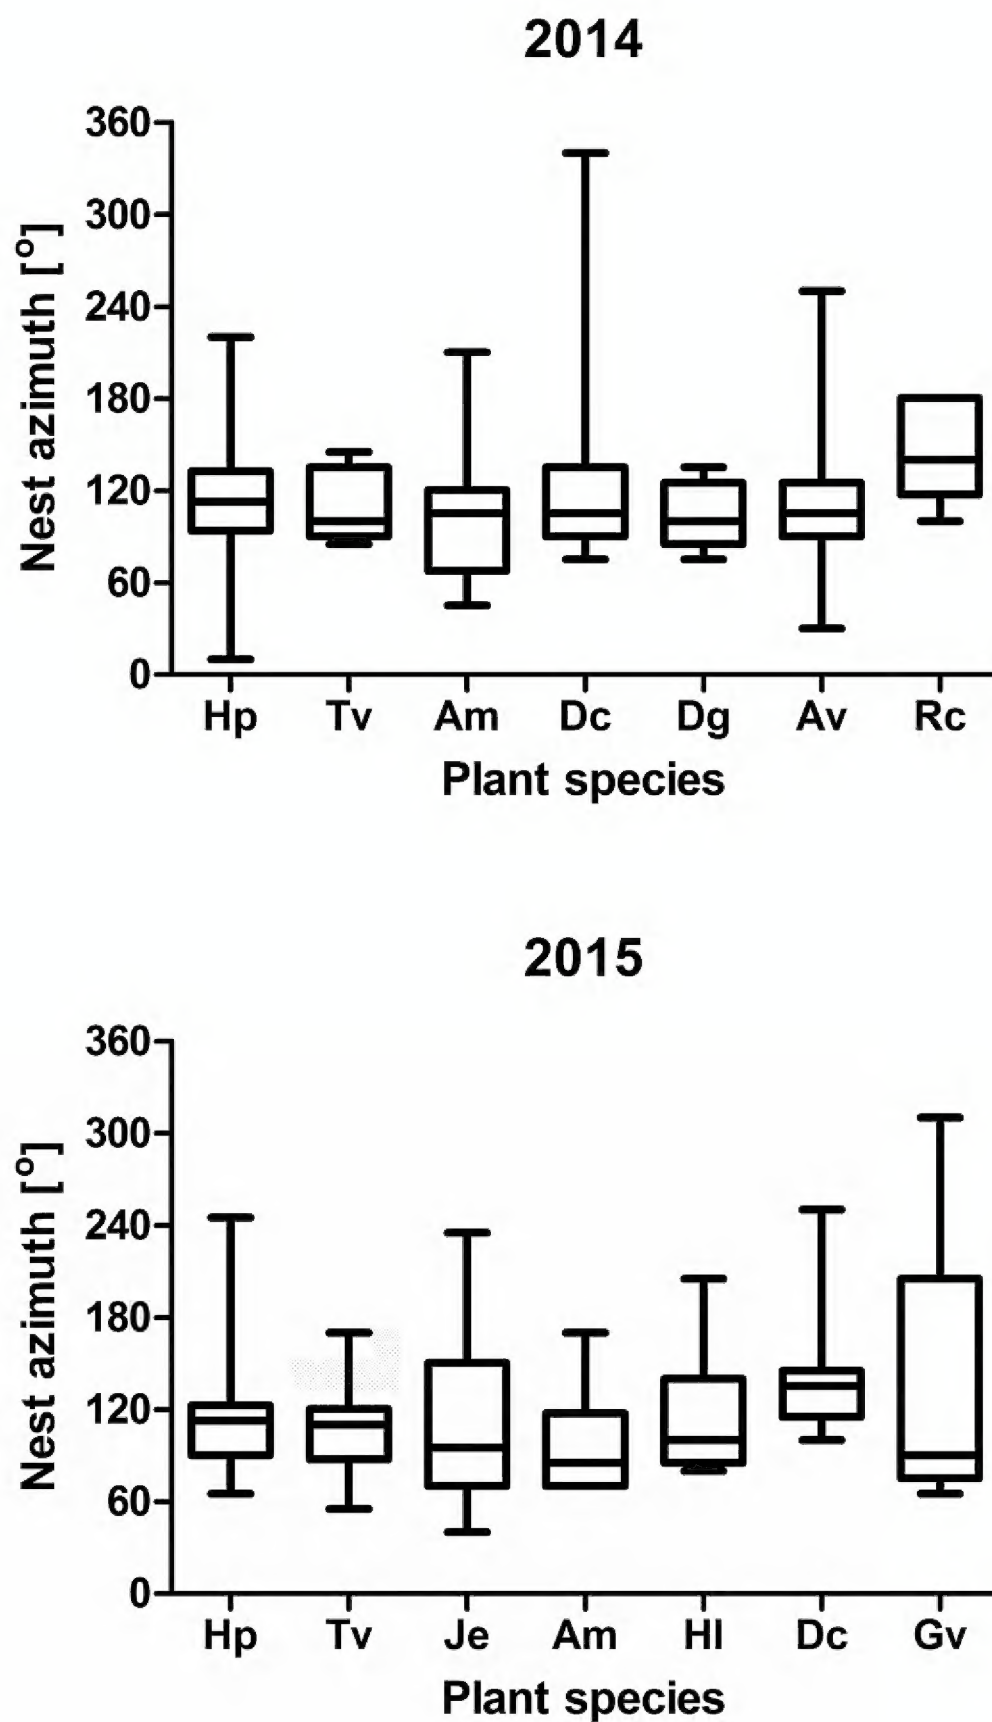 2014
360
300
240
180
120
60
0
Nest azimuth [°]
Hp Tv Am Dc Dg Av Rc
Plant species
2015
360
300
240
180
120
60
0
Nest azimuth [°]
Hp Tv Je Am Hl Dc Gv
Plant species